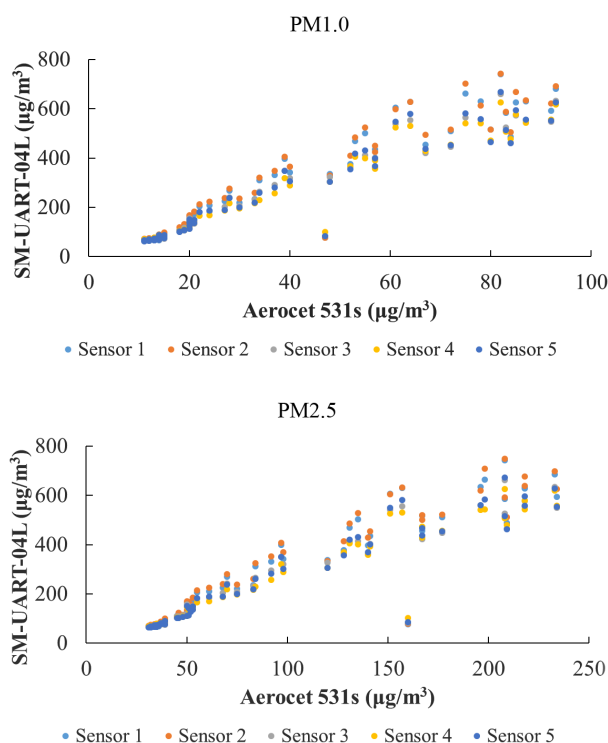 PM1.0
SM-UART-04L (µg/m³)
800
600
400
200
0
0 20 40 60 80 100
Aerocet 531s (µg/m³)
Sensor 1 Sensor 2 Sensor 3 Sensor 4 Sensor 5
PM2.5
SM-UART-04L (µg/m³)
800
600
400
200
0
0 50 100 150 200 250
Aerocet 531s (µg/m³)
Sensor 1 Sensor 2 Sensor 3 Sensor 4 Sensor 5